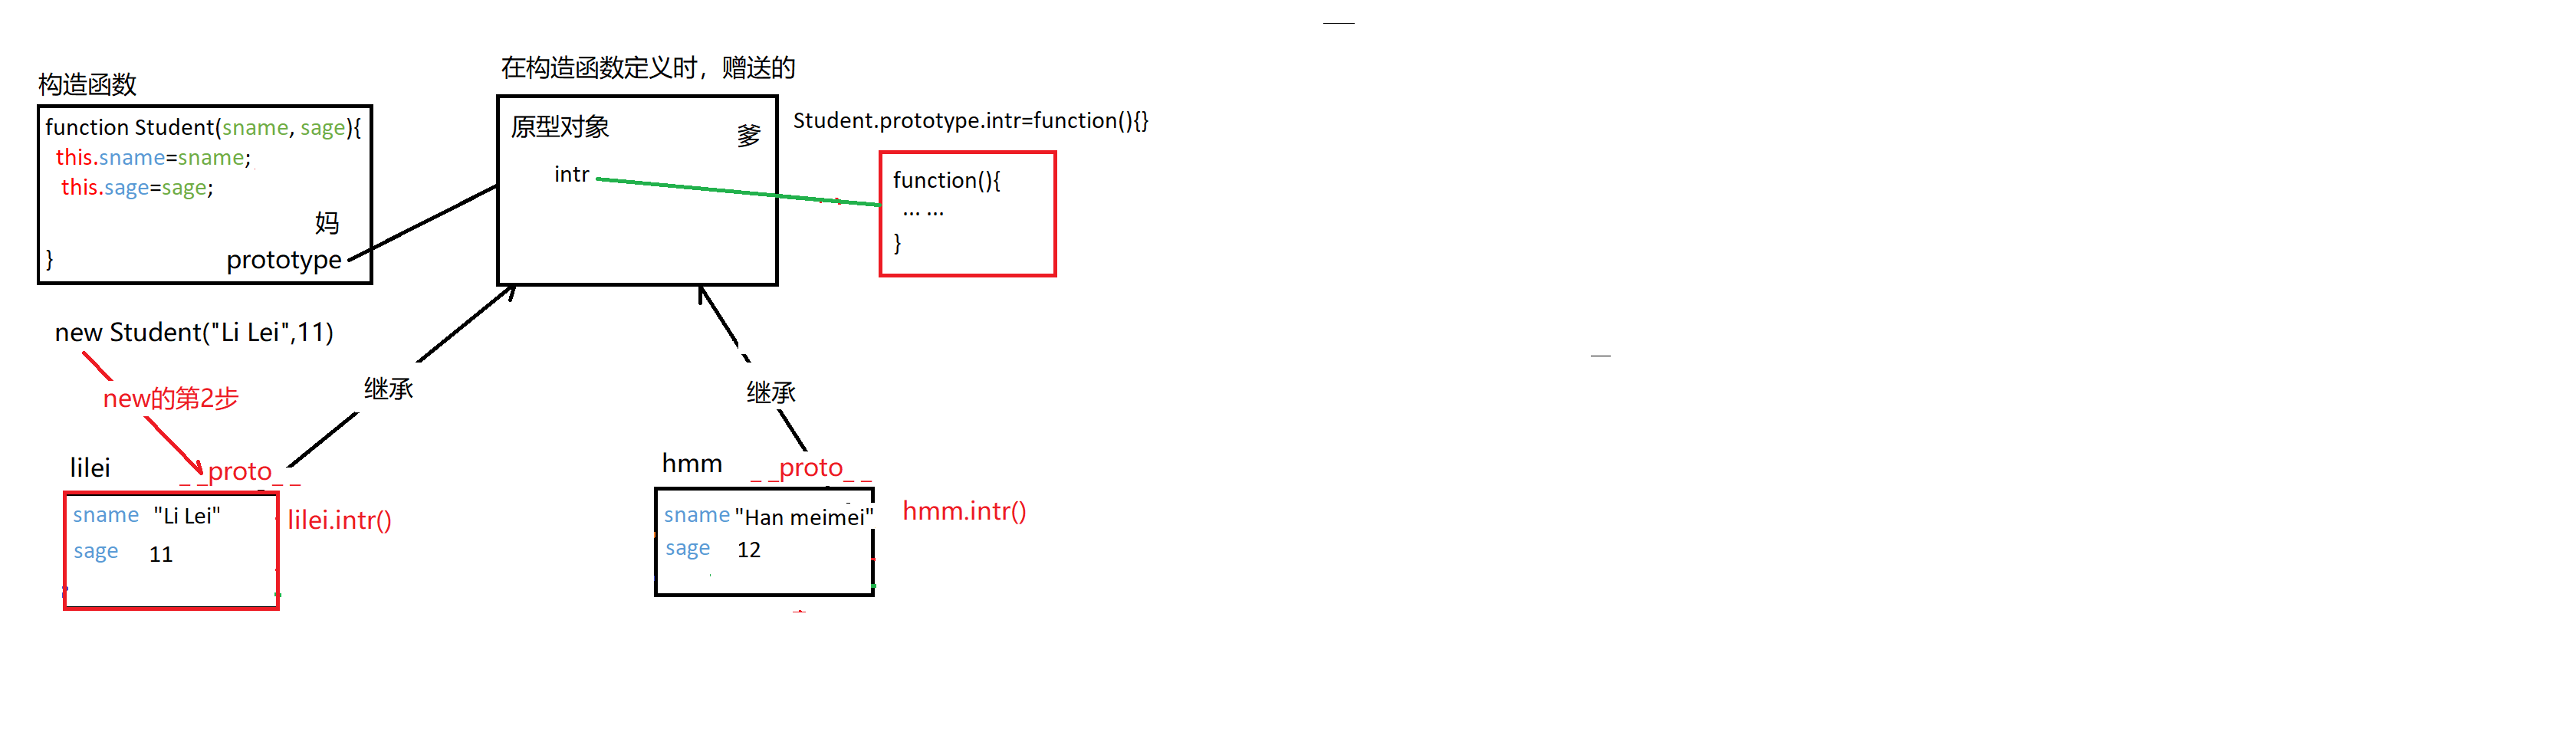 构造函数
function Student(sname, sage){
this.sname=sname;
this.sage=sage;
妈
} prototype
在构造函数定义时，赠送的
原型对象 爹
intr
Student.prototype.intr=function(){}
function(){
... ...
}
new Student("Li Lei",11)
new的第2步
继承
继承
lilei __proto__
sname "Li Lei"
sage 11
lilei.intr()
hmm __proto__
sname "Han meimei"
sage 12
hmm.intr()